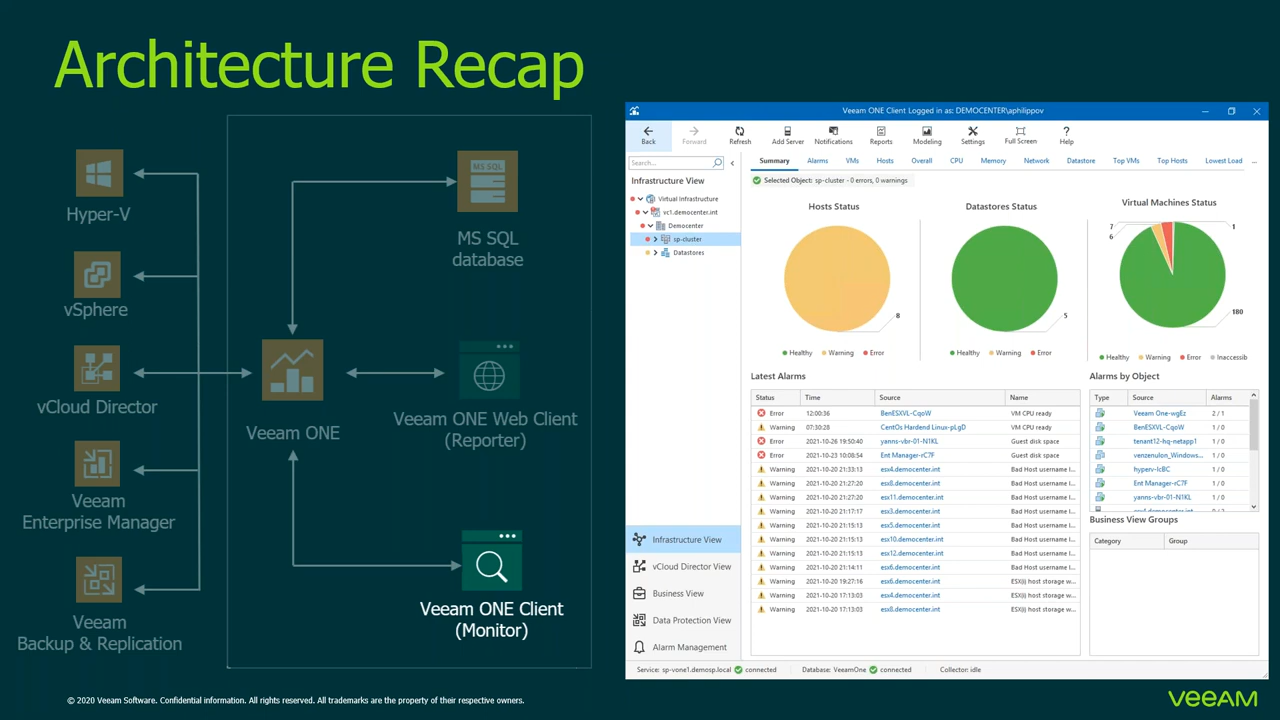 Architecture Recap
Hyper-V
vSphere
vCloud Director
Veeam
Enterprise Manager
Veeam
Backup & Replication
Veeam ONE
MS SQL
MS SQL
database
Veeam ONE Web Client
(Reporter)
Veeam ONE Client
(Monitor)
Veeam ONE Client Logged in as: DEMOCENTER\aphilippov
Back Forward Refresh Add Server Notifications Reports Modeling Settings Full Screen Help
Search...
Summary Alarms VMs Hosts Overall CPU Memory Network Datastore Top VMs Top Hosts Lowest Load ...
Infrastructure View
Selected Object: sp-cluster - 0 errors, 0 warnings
Virtual Infrastructure
vc1.democenter.int
Democenter
sp-cluster
Datastores
Hosts Status
8
Healthy Warning Error
Datastores Status
5
Healthy Warning Error
Virtual Machines Status
7
6
1
180
Healthy Warning Error Inaccessib
Latest Alarms
Status Time Source Name
Error 12:00:36 BenESXVL-CqoW VM CPU ready
Warning 07:30:28 CentOs Hardend Linux-pLgD VM CPU ready
Error 2021-10-26 19:50:40 yanns-vbr-01-N1KL Guest disk space
Error 2021-10-23 10:08:54 Ent Manager-rC7F Guest disk space
Warning 2021-10-20 21:33:13 esx4.democenter.int Bad Host username I...
Warning 2021-10-20 21:27:20 esx8.democenter.int Bad Host username I...
Warning 2021-10-20 21:27:20 esx11.democenter.int Bad Host username I...
Warning 2021-10-20 21:17:17 esx3.democenter.int Bad Host username I...
Warning 2021-10-20 21:15:13 esx5.democenter.int Bad Host username I...
Warning 2021-10-20 21:15:13 esx10.democenter.int Bad Host username I...
Warning 2021-10-20 21:15:13 esx12.democenter.int Bad Host username I...
Warning 2021-10-20 21:14:11 esx6.democenter.int Bad Host username I...
Warning 2021-10-20 19:27:16 esx6.democenter.int ESX(i) host storage w...
Warning 2021-10-20 17:13:03 esx4.democenter.int ESX(i) host storage w...
Warning 2021-10-20 17:13:03 esx8.democenter.int ESX(i) host storage w...
Alarms by Object
Type Source Alarms
Veeam One-wgEz 2 / 1
BenESXVL-CqoW 1 / 0
tenant12-hq-netapp1 1 / 0
venzenulon_Windows... 1 / 0
hyperv-IcBC 1 / 0
Ent Manager-rC7F 1 / 0
yanns-vbr-01-N1KL 1 / 0
esx4.democenter.int 0 / 2
Business View Groups
Category Group
Infrastructure View
vCloud Director View
Business View
Data Protection View
Alarm Management
Service: sp-vone1.demosp.local connected Database: VeeamOne connected Collector: idle
© 2020 Veeam Software. Confidential information. All rights reserved. All trademarks are the property of their respective owners.
VEEAM